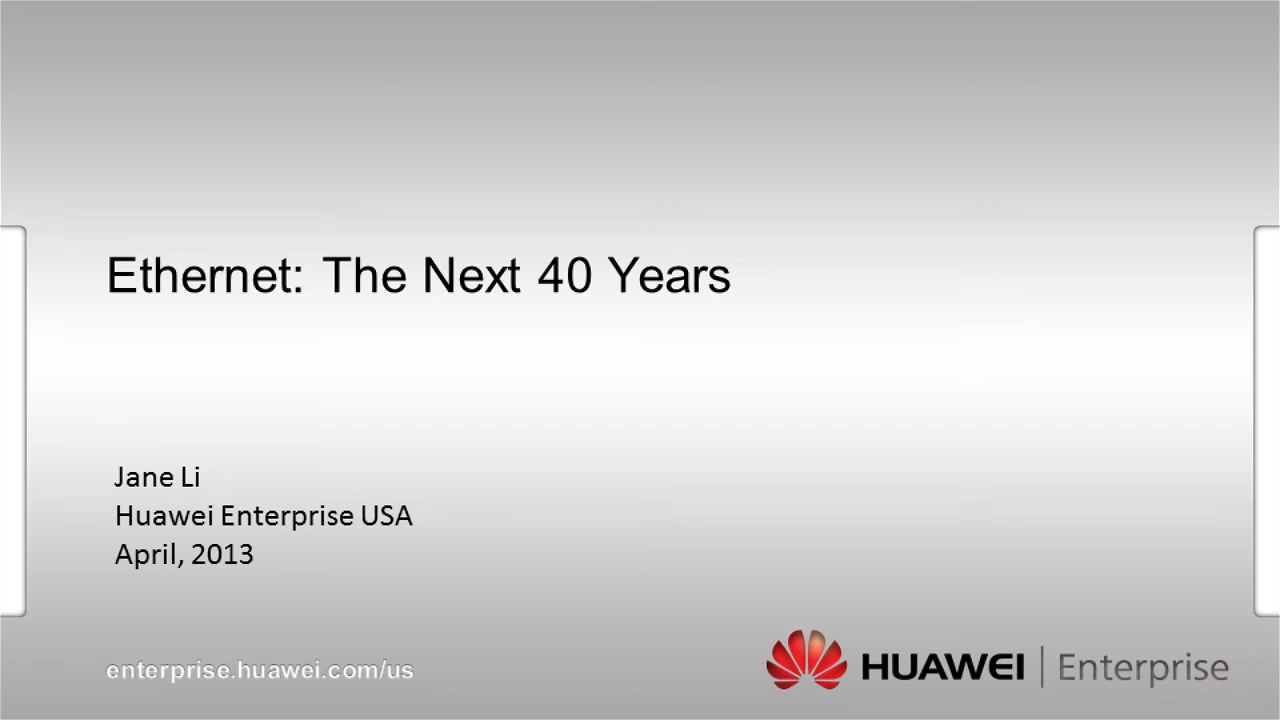 Ethernet: The Next 40 Years
Jane Li
Huawei Enterprise USA
April, 2013
enterprise.huawei.com/us
HUAWEI | Enterprise